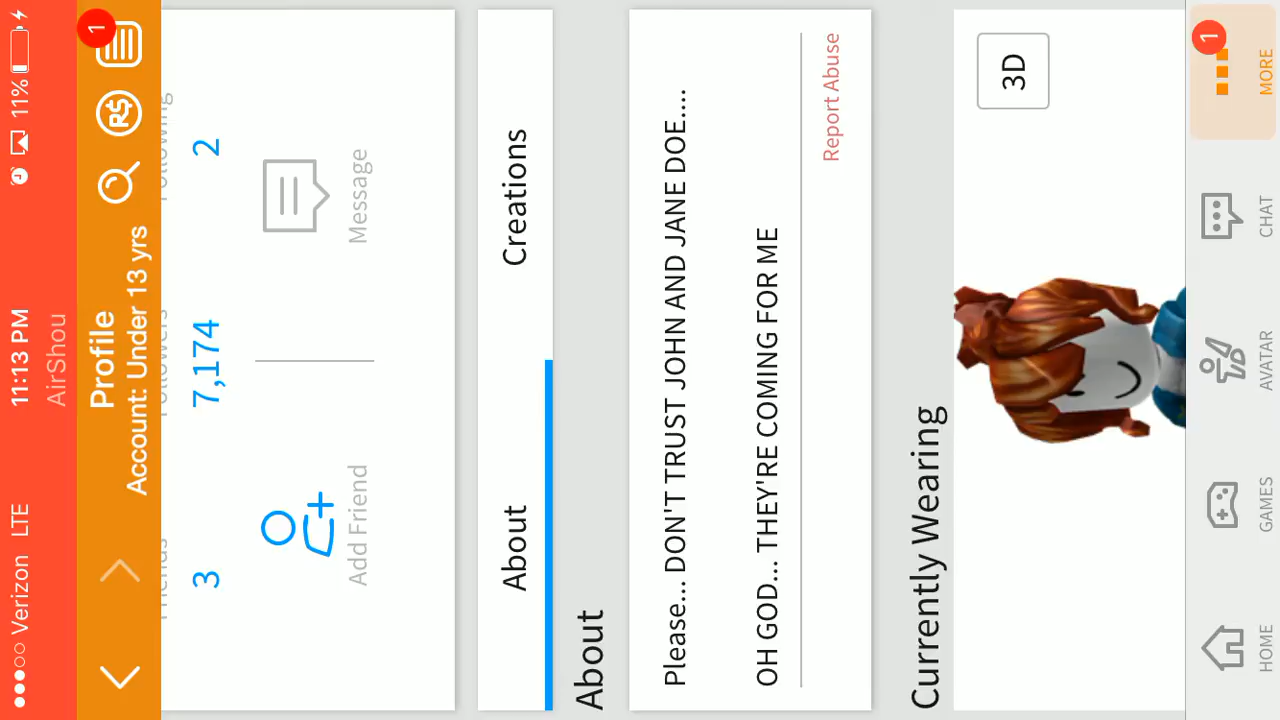 Verizon LTE 11:13 PM 11%
AirShou
Profile
Account: Under 13 yrs
R$
1
Friends Followers Following
3 7,174 2
Add Friend Message
About Creations
About
Please... DON'T TRUST JOHN AND JANE DOE....
OH GOD... THEY'RE COMING FOR ME
Report Abuse
Currently Wearing
3D
1
HOME GAMES AVATAR CHAT MORE